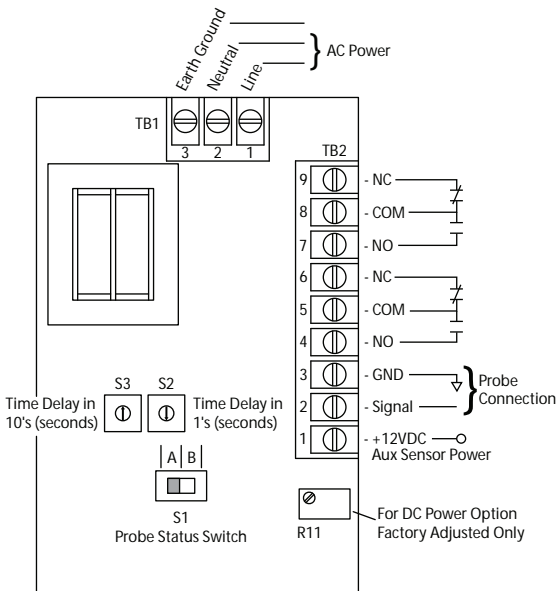 Earth Ground
Neutral
Line
AC Power
TB1
3 2 1
TB2
9 - NC
8 - COM
7 - NO
6 - NC
5 - COM
4 - NO
3 - GND
2 - Signal
Probe
Connection
1 - +12VDC
Aux Sensor Power
S3 S2
Time Delay in
10's (seconds)
Time Delay in
1's (seconds)
A B
S1
Probe Status Switch
R11
For DC Power Option
Factory Adjusted Only